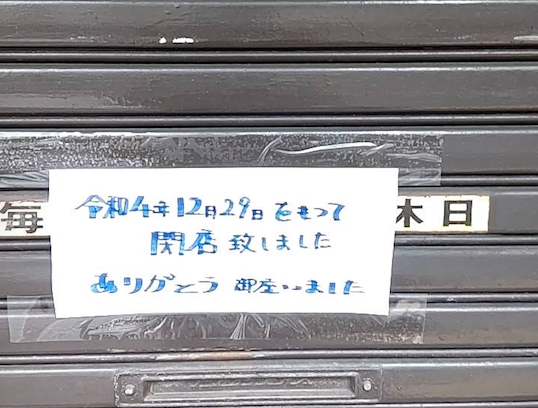 令和4年12月29日をもって
閉店致しました
ありがとう御座いました
毎
休日